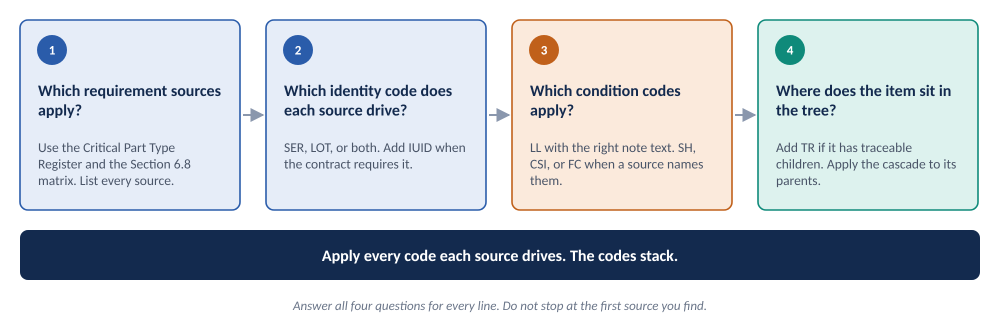 1
Which requirement sources
apply?
Use the Critical Part Type
Register and the Section 6.8
matrix. List every source.
2
Which identity code does
each source drive?
SER, LOT, or both. Add IUID when
the contract requires it.
3
Which condition codes
apply?
LL with the right note text. SH,
CSI, or FC when a source names
them.
4
Where does the item sit in
the tree?
Add TR if it has traceable
children. Apply the cascade to its
parents.
Apply every code each source drives. The codes stack.
Answer all four questions for every line. Do not stop at the first source you find.